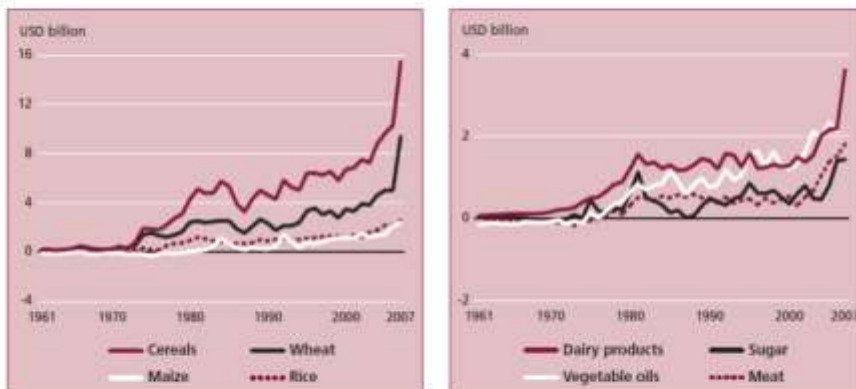 USD billion
16
12
8
4
0
-4
1961 1970 1980 1990 2000 2007
Cereals Wheat
Maize Rice
USD billion
4
2
0
-2
1961 1970 1980 1990 2000 2007
Dairy products Sugar
Vegetable oils Meat